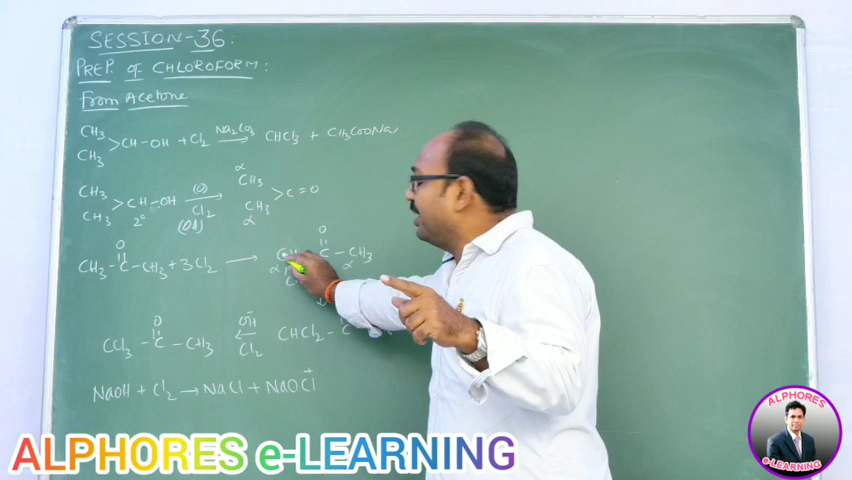 SESSION-36.
PREP. of CHLOROFORM:
From Acetone
CH3 CH3 >CH-OH + Cl2 Na2CO3 → CHCl3 + CH3COONa
CH3 CH3 >CH-OH 2° (O) Cl2 (OA) → α CH3 CH3 α >C=O
CH3-C(=O)-CH3 + 3Cl2 → α C(=O)-CH3 α
CCl3-C(=O)-CH3 ← OH⁻ Cl2 CHCl2-C
NaOH + Cl2 → NaCl + NaOCl⁺
ALPHORES e-LEARNING
ALPHORES
e-LEARNING